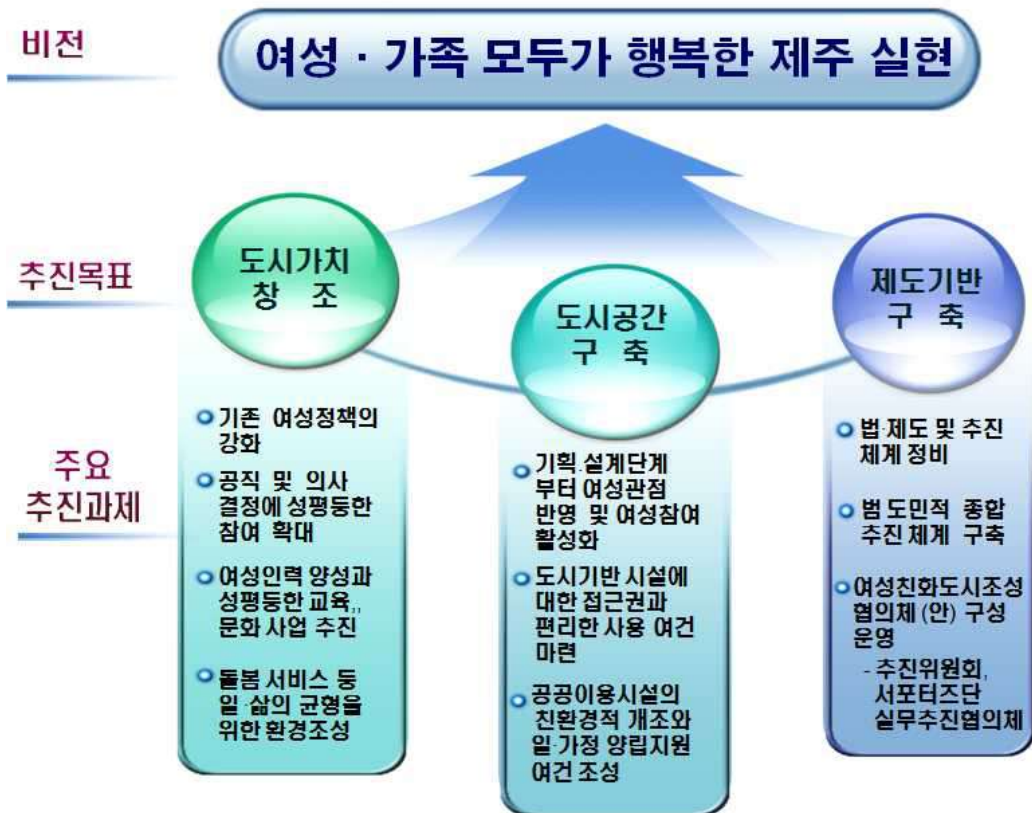 비전
여성 · 가족 모두가 행복한 제주 실현
추진목표
도시가치
창 조
도시공간
구 축
제도기반
구 축
주요
추진과제
기존 여성정책의
강화
공직 및 의사
결정에 성평등한
참여 확대
여성인력 양성과
성평등한 교육,,
문화 사업 추진
돌봄 서비스 등
일·삶의 균형을
위한 환경조성
기획·설계단계
부터 여성관점
반영 및 여성참여
활성화
도시기반 시설에
대한 접근권과
편리한 사용 여건
마련
공공이용시설의
친환경적 개조와
일·가정 양립지원
여건 조성
법·제도 및 추진
체계 정비
범 도민적 종합
추진 체계 구축
여성친화도시조성
협의체 (안) 구성
운영
- 추진위원회,
서포터즈단
실무추진협의체